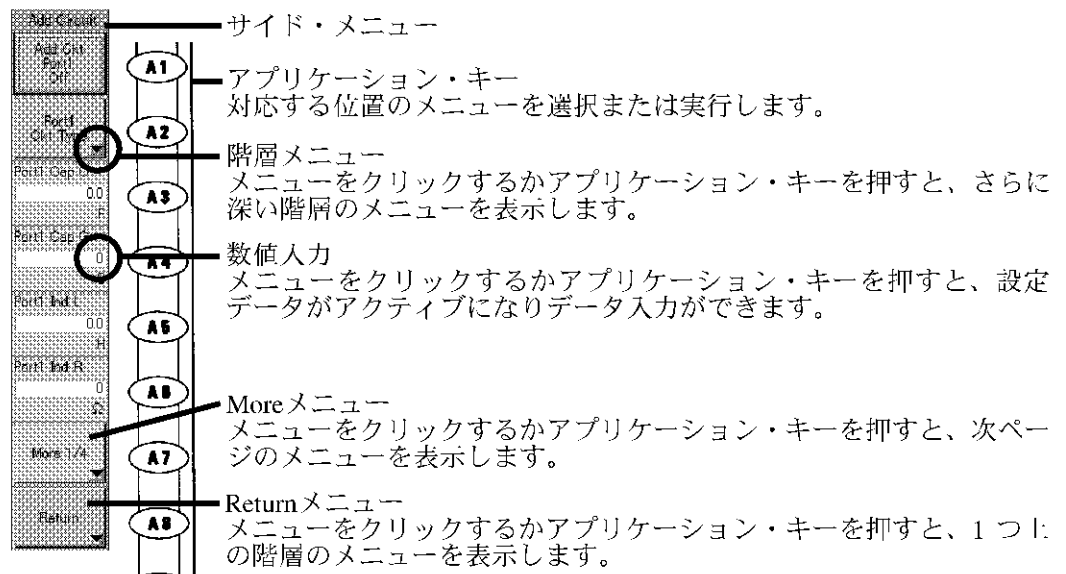 Add Circuit
Add Ckt
Port1
Off
Port1
Ckt Type
Port1 Cap C
0.0
F
Port1 Cap G
0
Port1 Ind L
0.0
H
Port1 Ind R
0
Ω
More 1/4
Return
A1
A2
A3
A4
A5
A6
A7
A8
サイド・メニュー
アプリケーション・キー
対応する位置のメニューを選択または実行します。
階層メニュー
メニューをクリックするかアプリケーション・キーを押すと、さらに
深い階層のメニューを表示します。
数値入力
メニューをクリックするかアプリケーション・キーを押すと、設定
データがアクティブになりデータ入力ができます。
Moreメニュー
メニューをクリックするかアプリケーション・キーを押すと、次ペー
ジのメニューを表示します。
Returnメニュー
メニューをクリックするかアプリケーション・キーを押すと、1 つ上
の階層のメニューを表示します。